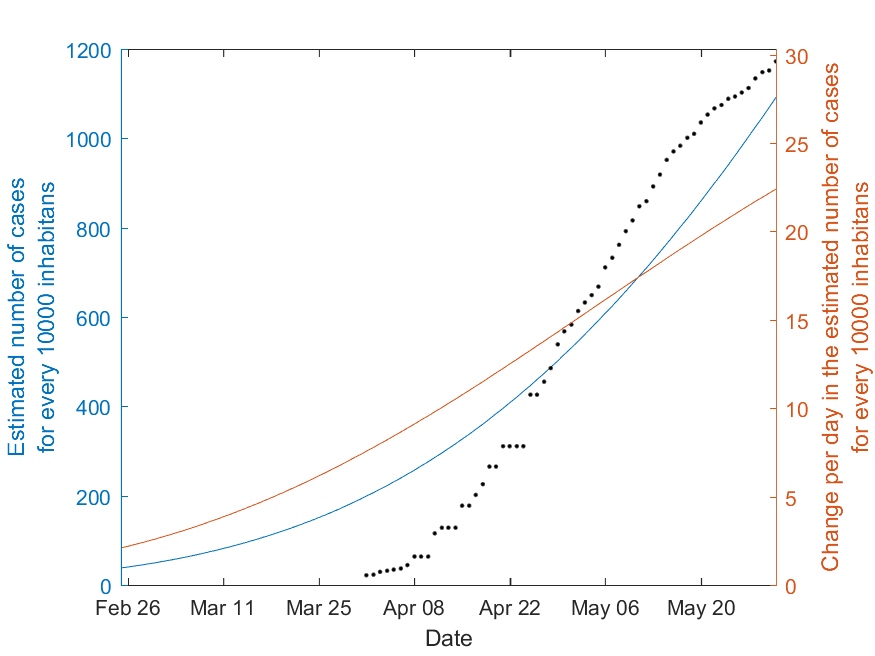 Estimated number of cases
for every 10000 inhabitans
1200
1000
800
600
400
200
0
Feb 26 Mar 11 Mar 25 Apr 08 Apr 22 May 06 May 20
Date
30
25
20
15
10
5
0
Change per day in the estimated number of cases
for every 10000 inhabitans